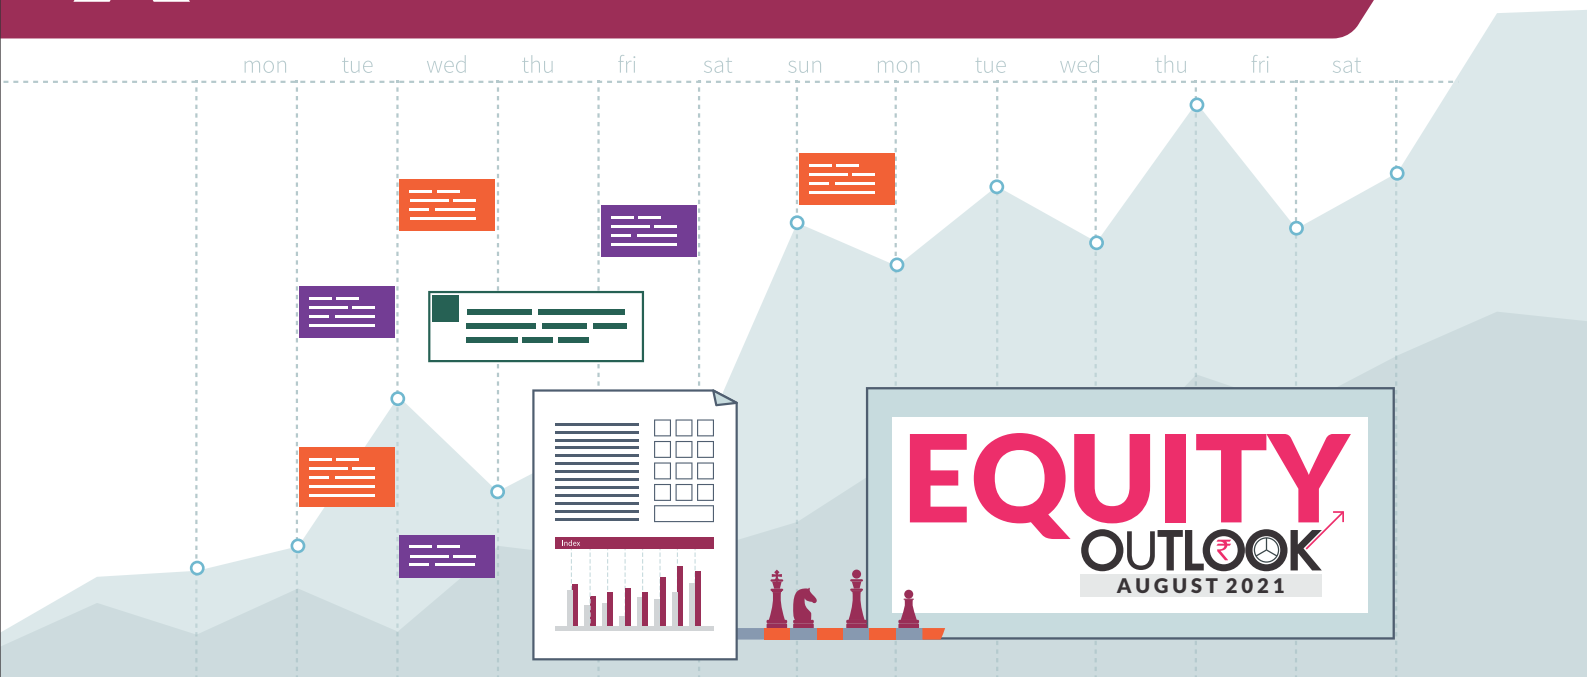 mon tue wed thu fri sat sun mon tue wed thu fri sat
Index
EQUITY
OUTLOOK
AUGUST 2021